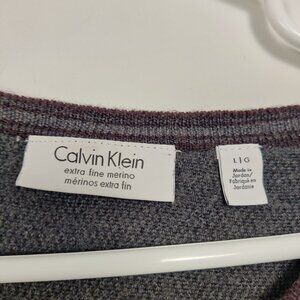 Calvin Klein
extra fine merino
mérinos extra fin
L | G
Made in
Jordan/
Fabriqué en
Jordanie